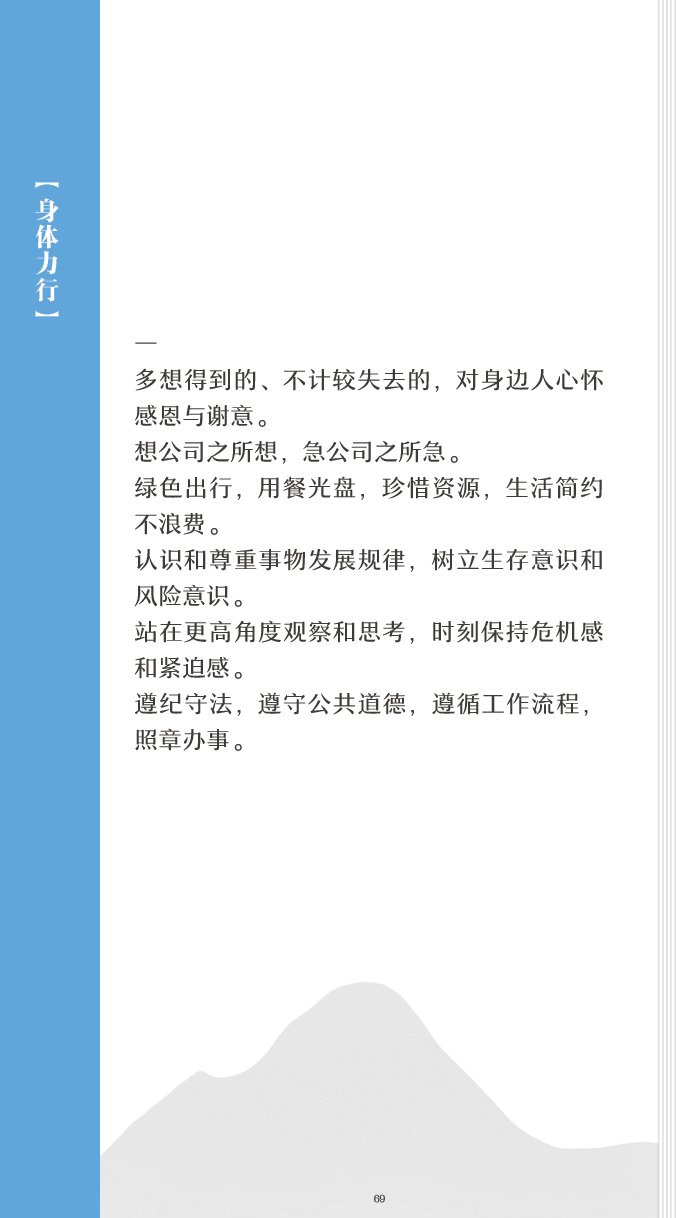 【身体力行】
多想得到的、不计较失去的，对身边人心怀
感恩与谢意。
想公司之所想，急公司之所急。
绿色出行，用餐光盘，珍惜资源，生活简约
不浪费。
认识和尊重事物发展规律，树立生存意识和
风险意识。
站在更高角度观察和思考，时刻保持危机感
和紧迫感。
遵纪守法，遵守公共道德，遵循工作流程，
照章办事。
69